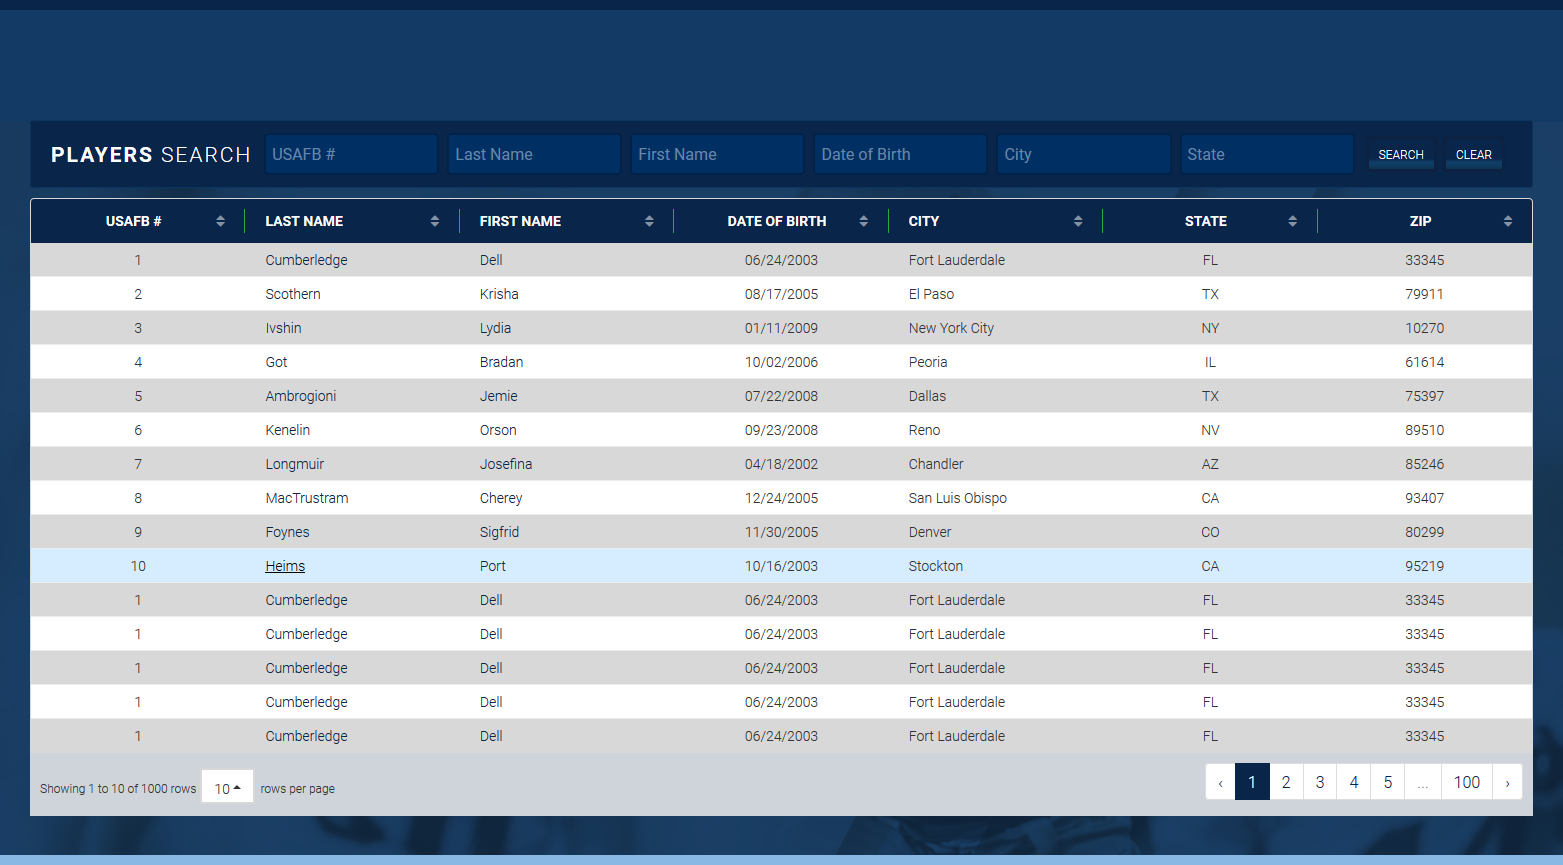 PLAYERS SEARCH USAFB # Last Name First Name Date of Birth City State SEARCH CLEAR
USAFB # LAST NAME FIRST NAME DATE OF BIRTH CITY STATE ZIP
1 Cumberledge Dell 06/24/2003 Fort Lauderdale FL 33345
2 Scothern Krisha 08/17/2005 El Paso TX 79911
3 Ivshin Lydia 01/11/2009 New York City NY 10270
4 Got Bradan 10/02/2006 Peoria IL 61614
5 Ambrogioni Jemie 07/22/2008 Dallas TX 75397
6 Kenelin Orson 09/23/2008 Reno NV 89510
7 Longmuir Josefina 04/18/2002 Chandler AZ 85246
8 MacTrustram Cherey 12/24/2005 San Luis Obispo CA 93407
9 Foynes Sigfrid 11/30/2005 Denver CO 80299
10 Heims Port 10/16/2003 Stockton CA 95219
1 Cumberledge Dell 06/24/2003 Fort Lauderdale FL 33345
1 Cumberledge Dell 06/24/2003 Fort Lauderdale FL 33345
1 Cumberledge Dell 06/24/2003 Fort Lauderdale FL 33345
1 Cumberledge Dell 06/24/2003 Fort Lauderdale FL 33345
1 Cumberledge Dell 06/24/2003 Fort Lauderdale FL 33345
Showing 1 to 10 of 1000 rows 10 rows per page ‹ 1 2 3 4 5 ... 100 ›